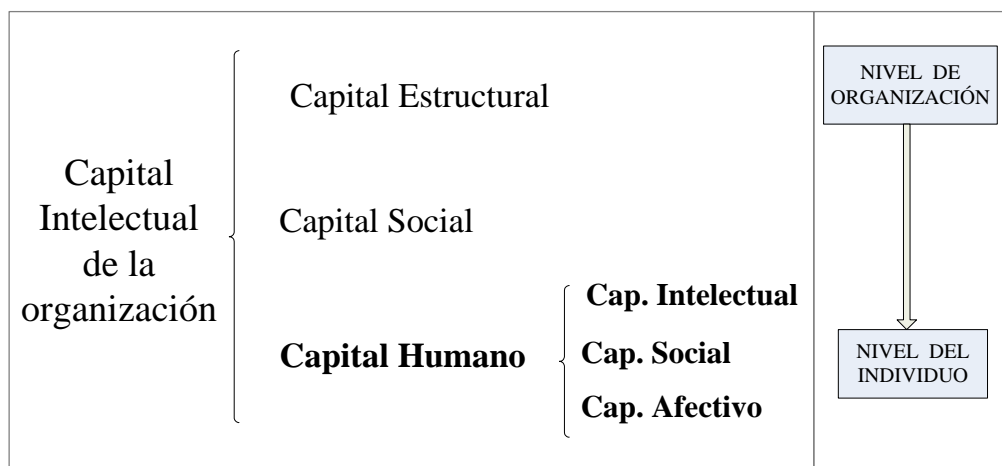 Capital
Intelectual
de la
organización
Capital Estructural
Capital Social
Capital Humano
Cap. Intelectual
Cap. Social
Cap. Afectivo
NIVEL DE
ORGANIZACIÓN
NIVEL DEL
INDIVIDUO